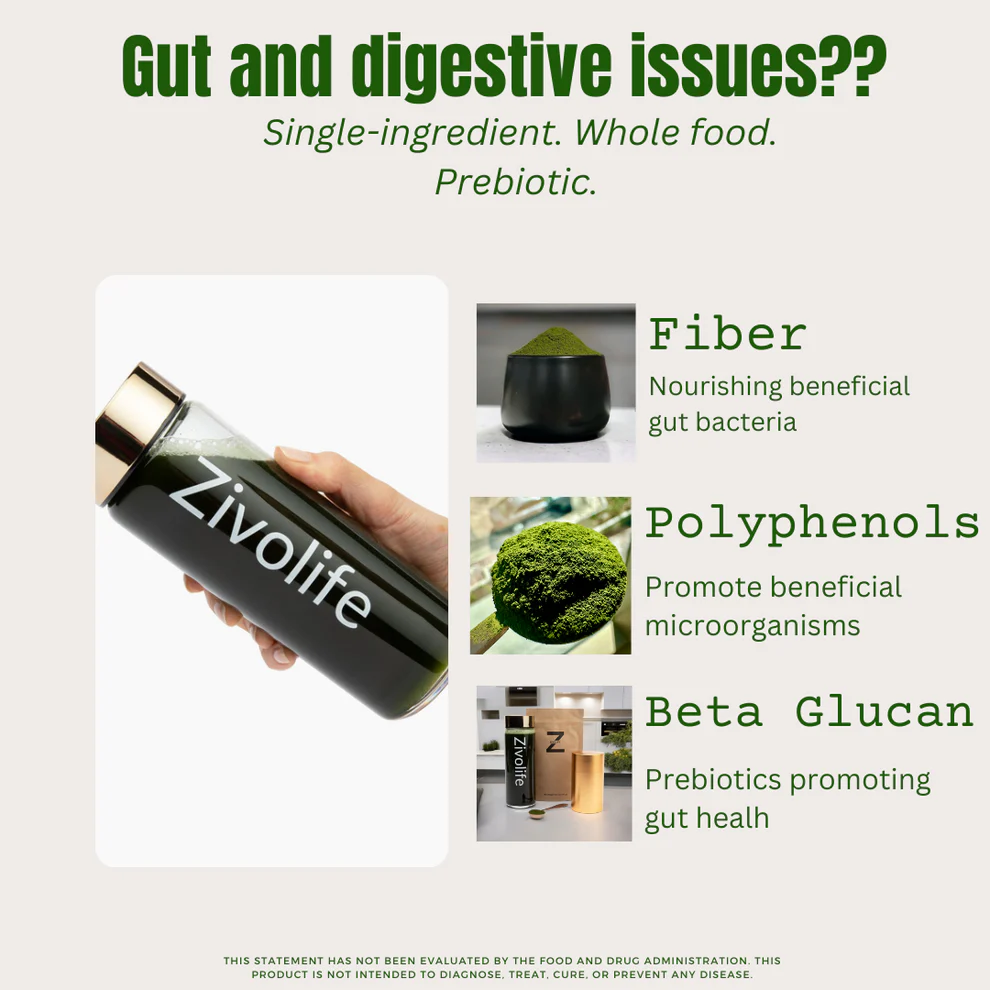 Gut and digestive issues??
Single-ingredient. Whole food.
Prebiotic.
Zivolife
Fiber
Nourishing beneficial
gut bacteria
Polyphenols
Promote beneficial
microorganisms
Z
Zivolife
Beta Glucan
Prebiotics promoting
gut healh
THIS STATEMENT HAS NOT BEEN EVALUATED BY THE FOOD AND DRUG ADMINISTRATION. THIS
PRODUCT IS NOT INTENDED TO DIAGNOSE, TREAT, CURE, OR PREVENT ANY DISEASE.